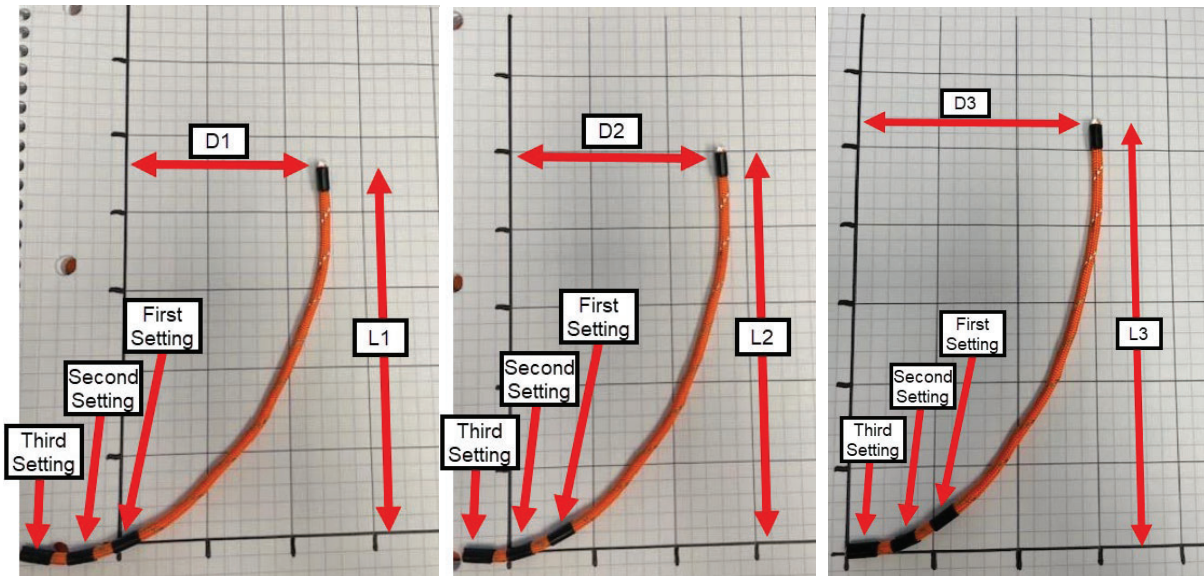 D1
First
Setting
L1
Second
Setting
Third
Setting
D2
First
Setting
L2
Second
Setting
Third
Setting
D3
First
Setting
L3
Second
Setting
Third
Setting